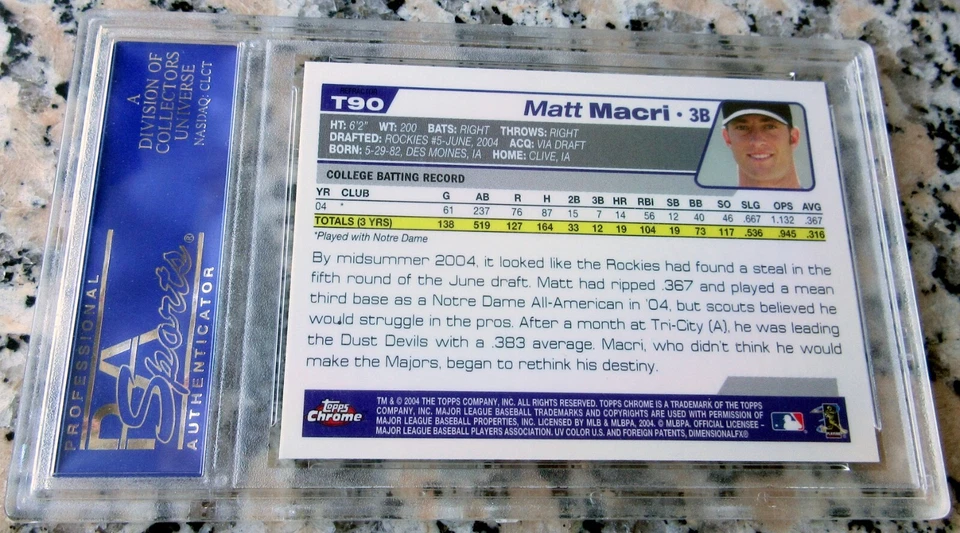 A
DIVISION OF
COLLECTORS
UNIVERSE
NASDAQ: CLCT
PROFESSIONAL
PSA
Sports®
AUTHENTICATOR
REFRACTOR
T90
Matt Macri • 3B
HT: 6'2" WT: 200 BATS: RIGHT THROWS: RIGHT
DRAFTED: ROCKIES #5-JUNE, 2004 ACQ: VIA DRAFT
BORN: 5-29-82, DES MOINES, IA HOME: CLIVE, IA
COLLEGE BATTING RECORD
YR CLUB G AB R H 2B 3B HR RBI SB BB SO SLG OPS AVG
04 * 61 237 76 87 15 7 14 56 12 40 46 .667 1.132 .367
TOTALS (3 YRS) 138 519 127 164 33 12 19 104 19 73 117 .536 .945 .316
*Played with Notre Dame
By midsummer 2004, it looked like the Rockies had found a steal in the
fifth round of the June draft. Matt had ripped .367 and played a mean
third base as a Notre Dame All-American in '04, but scouts believed he
would struggle in the pros. After a month at Tri-City (A), he was leading
the Dust Devils with a .383 average. Macri, who didn't think he would
make the Majors, began to rethink his destiny.
Topps
Chrome
TM & © 2004 THE TOPPS COMPANY, INC. ALL RIGHTS RESERVED. TOPPS CHROME IS A TRADEMARK OF THE TOPPS
COMPANY, INC. MAJOR LEAGUE BASEBALL TRADEMARKS AND COPYRIGHTS ARE USED WITH PERMISSION OF
MAJOR LEAGUE BASEBALL PROPERTIES, INC. LICENSED BY MLB & MLBPA, 2004. © MLBPA. OFFICIAL LICENSEE -
MAJOR LEAGUE BASEBALL PLAYERS ASSOCIATION. UV COLOR U.S. AND FOREIGN PATENTS, DIMENSIONALFX®